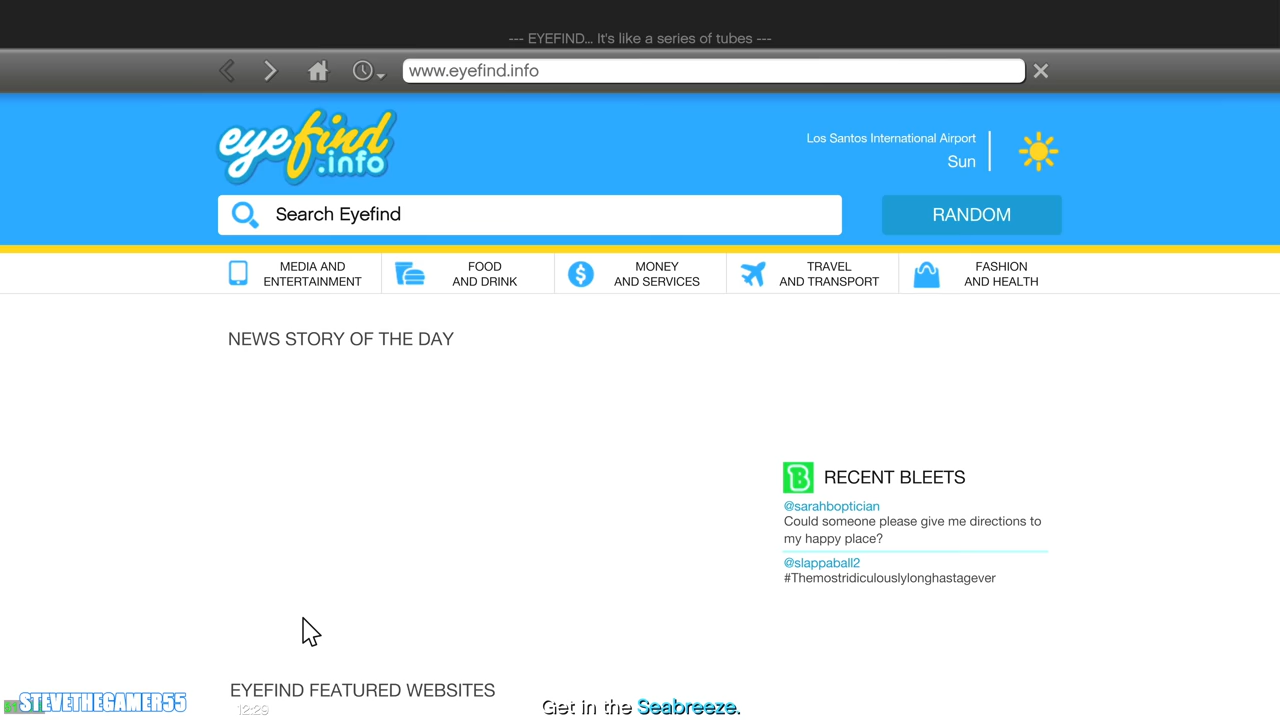 --- EYEFIND... It's like a series of tubes ---
www.eyefind.info
eyefind
.info
Los Santos International Airport
Sun
Search Eyefind
RANDOM
MEDIA AND
ENTERTAINMENT
FOOD
AND DRINK
MONEY
AND SERVICES
TRAVEL
AND TRANSPORT
FASHION
AND HEALTH
NEWS STORY OF THE DAY
B RECENT BLEETS
@sarahboptician
Could someone please give me directions to
my happy place?
@slappaball2
#Themostridiculouslylonghastagever
EYEFIND FEATURED WEBSITES
STEVETHEGAMER55
12:29
Get in the Seabreeze.